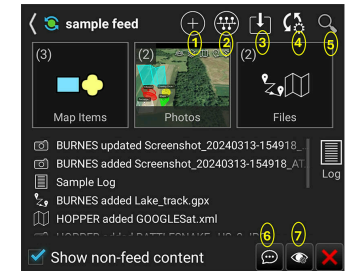 sample feed
1 2 3 4 5
(3) (2) (2)
Map Items Photos Files
BURNES updated Screenshot_20240313-154918_
BURNES added Screenshot_20240313-154918_AT
Sample Log
Log
BURNES added Lake_track.gpx
HOPPER added GOOGLESat.xml
HOPPER added
6 7
Show non-feed content